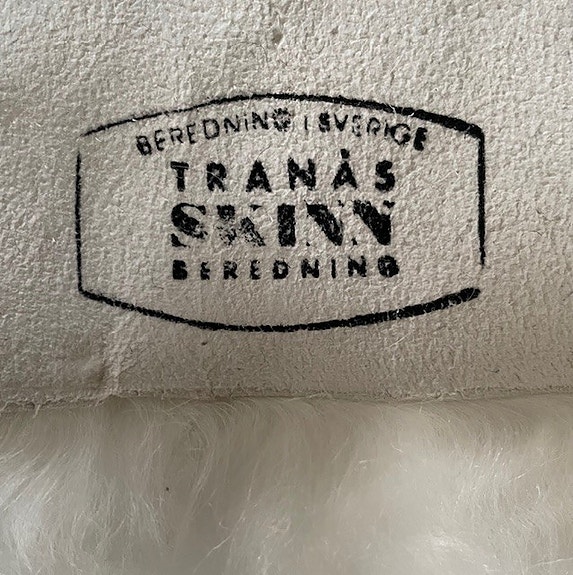 BEREDNING I SVERIGE
TRANÅS
SKINN
BEREDNING